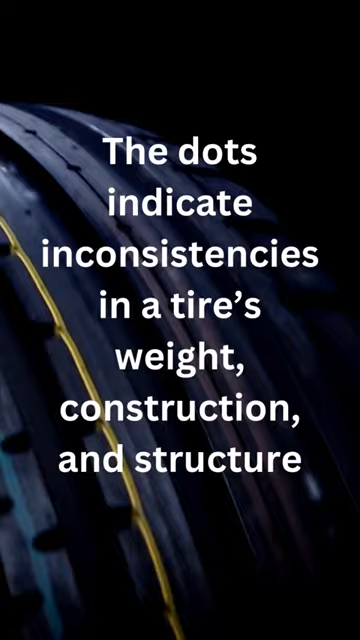 The dots
indicate
inconsistencies
in a tire’s
weight,
construction,
and structure